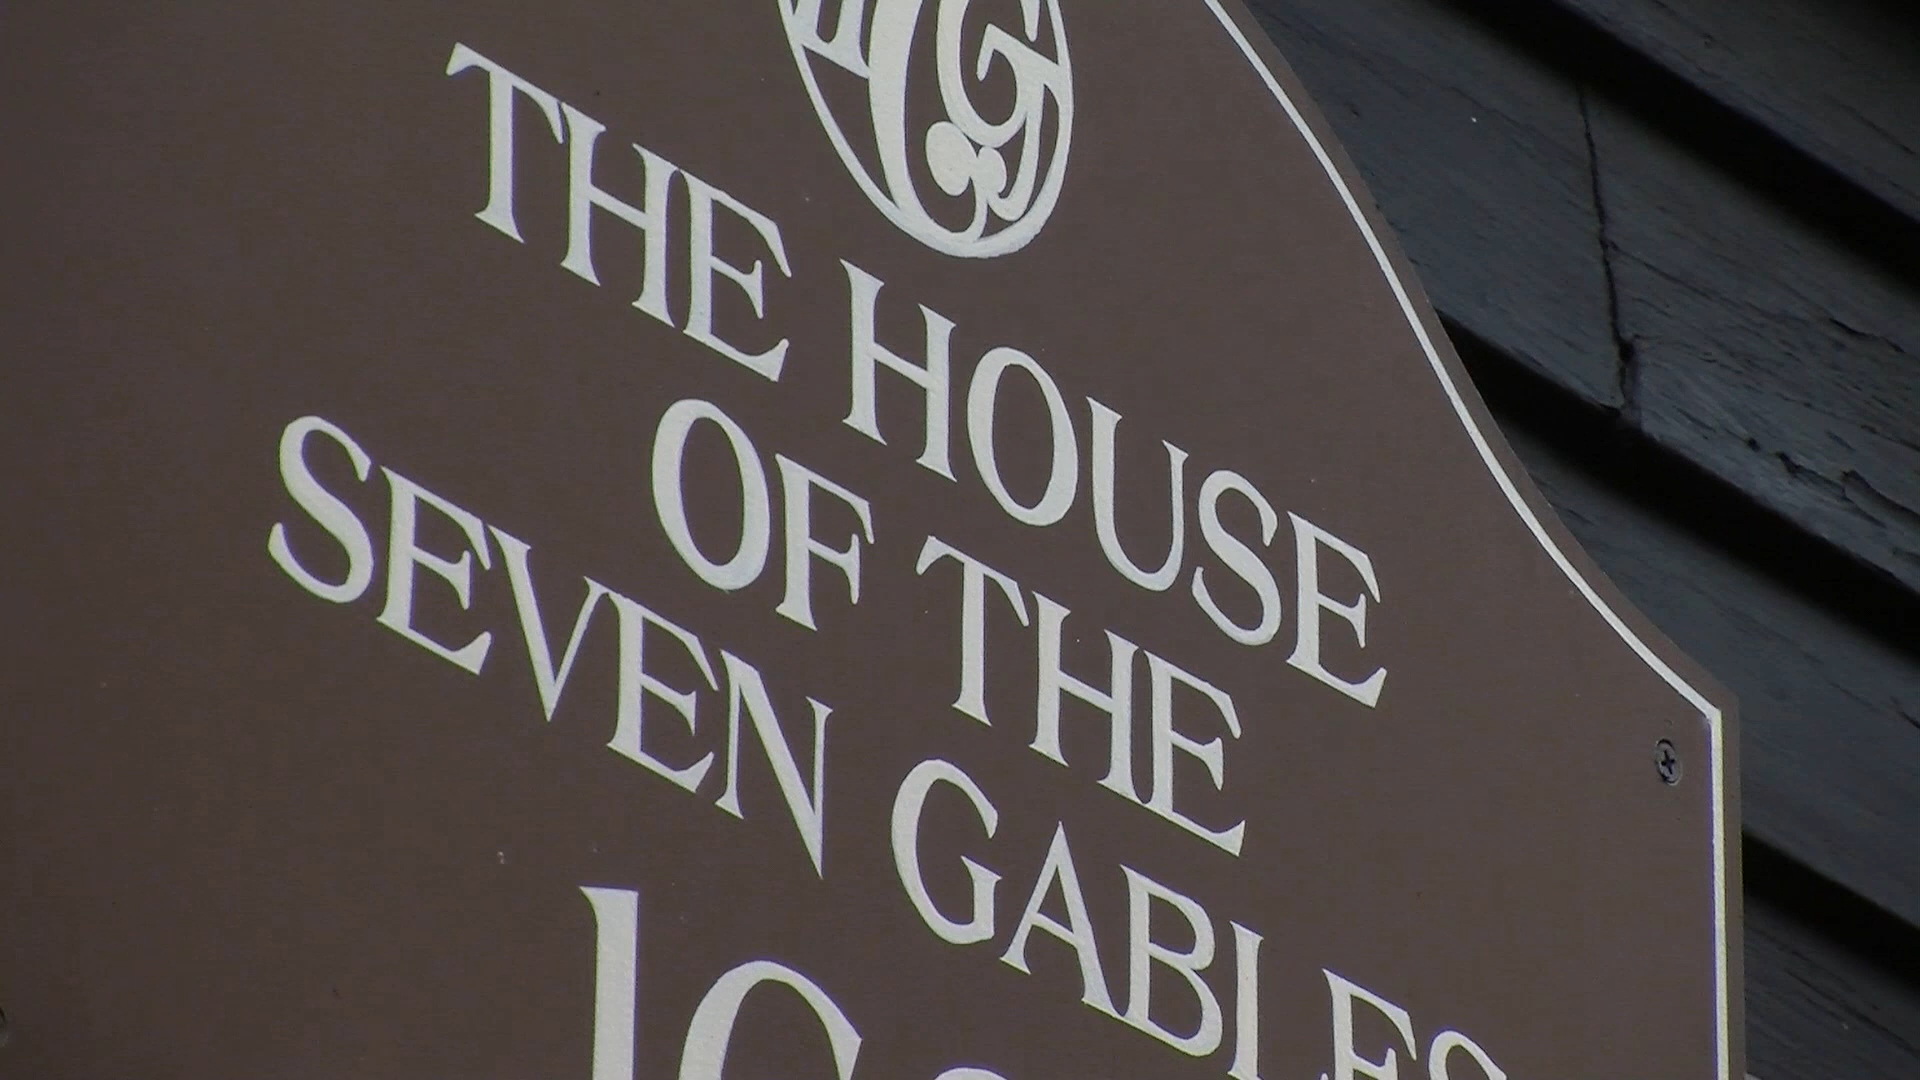 G
THE HOUSE
OF THE
SEVEN GABLES